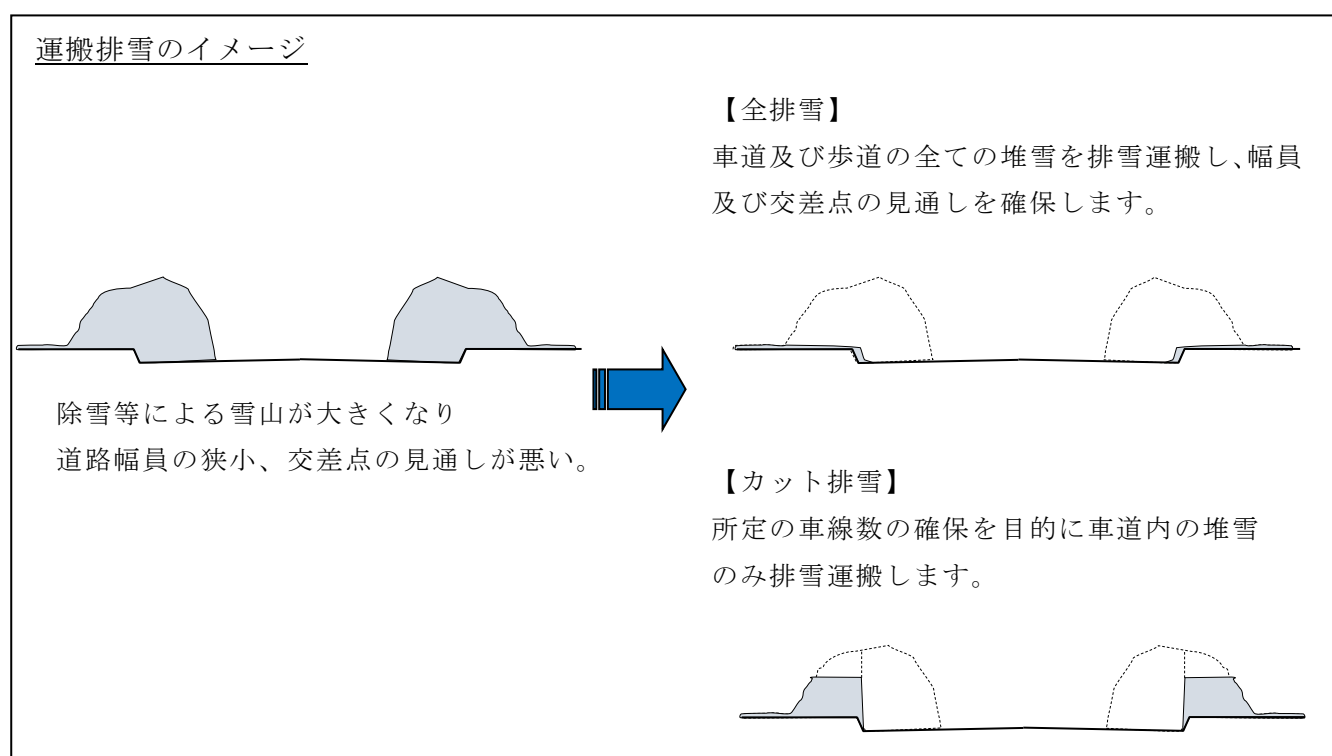 運搬排雪のイメージ
除雪等による雪山が大きくなり
道路幅員の狭小、交差点の見通しが悪い。
【全排雪】
車道及び歩道の全ての堆雪を排雪運搬し、幅員
及び交差点の見通しを確保します。
【カット排雪】
所定の車線数の確保を目的に車道内の堆雪
のみ排雪運搬します。